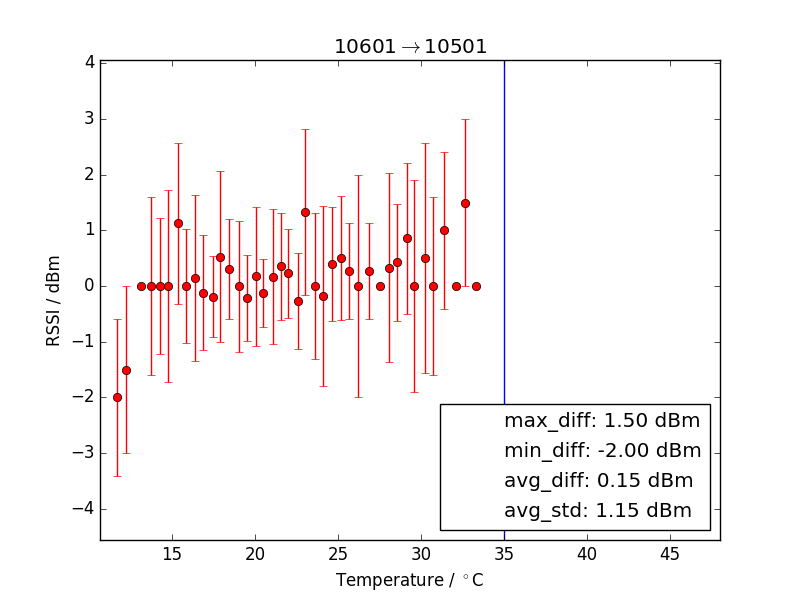 10601→10501
4
3
2
1
0
−1
−2
−3
−4
RSSI / dBm
max_diff: 1.50 dBm
min_diff: -2.00 dBm
avg_diff: 0.15 dBm
avg_std: 1.15 dBm
15 20 25 30 35 40 45
Temperature / °C